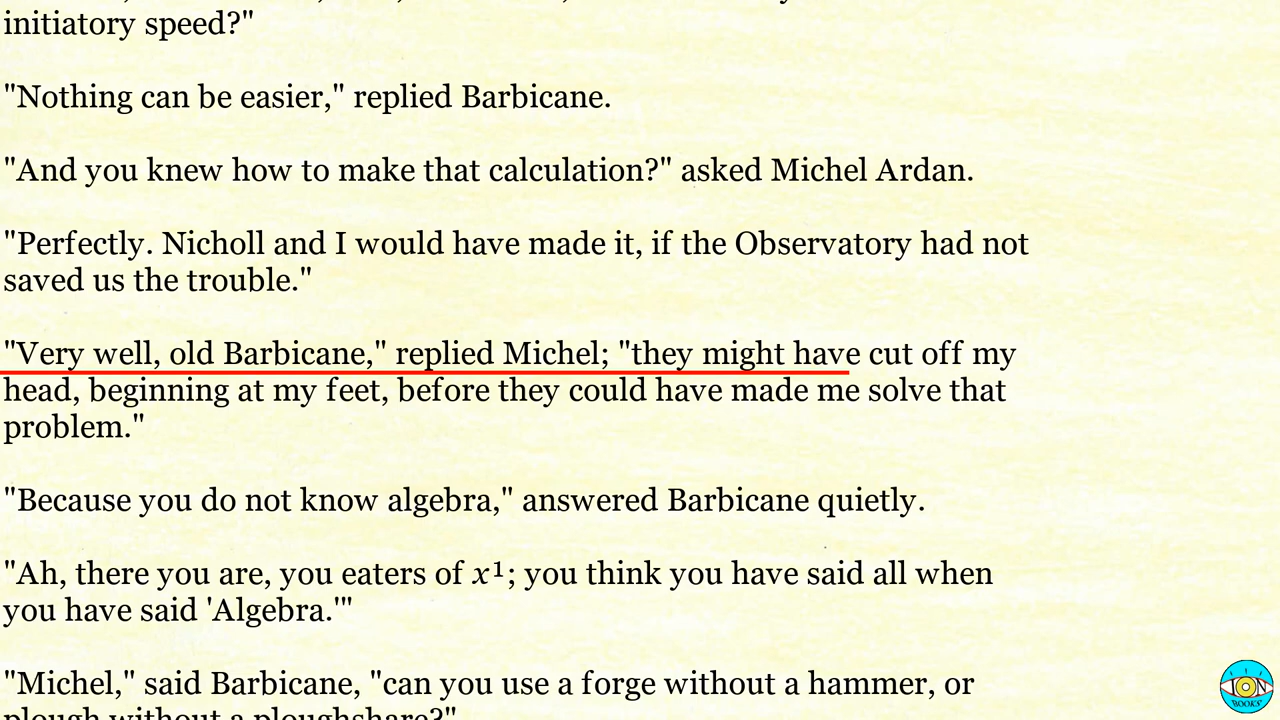 initiatory speed?"
"Nothing can be easier," replied Barbicane.
"And you knew how to make that calculation?" asked Michel Ardan.
"Perfectly. Nicholl and I would have made it, if the Observatory had not
saved us the trouble."
"Very well, old Barbicane," replied Michel; "they might have cut off my
head, beginning at my feet, before they could have made me solve that
problem."
"Because you do not know algebra," answered Barbicane quietly.
"Ah, there you are, you eaters of x¹; you think you have said all when
you have said 'Algebra.'"
"Michel," said Barbicane, "can you use a forge without a hammer, or
plough without a ploughshare?"
ION
BOOKS